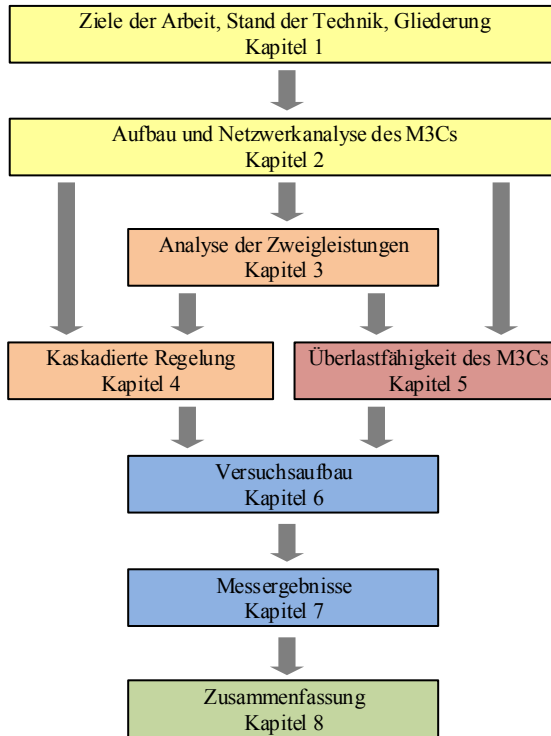 Ziele der Arbeit, Stand der Technik, Gliederung
Kapitel 1
Aufbau und Netzwerkanalyse des M3Cs
Kapitel 2
Analyse der Zweigleistungen
Kapitel 3
Kaskadierte Regelung
Kapitel 4
Überlastfähigkeit des M3Cs
Kapitel 5
Versuchsaufbau
Kapitel 6
Messergebnisse
Kapitel 7
Zusammenfassung
Kapitel 8